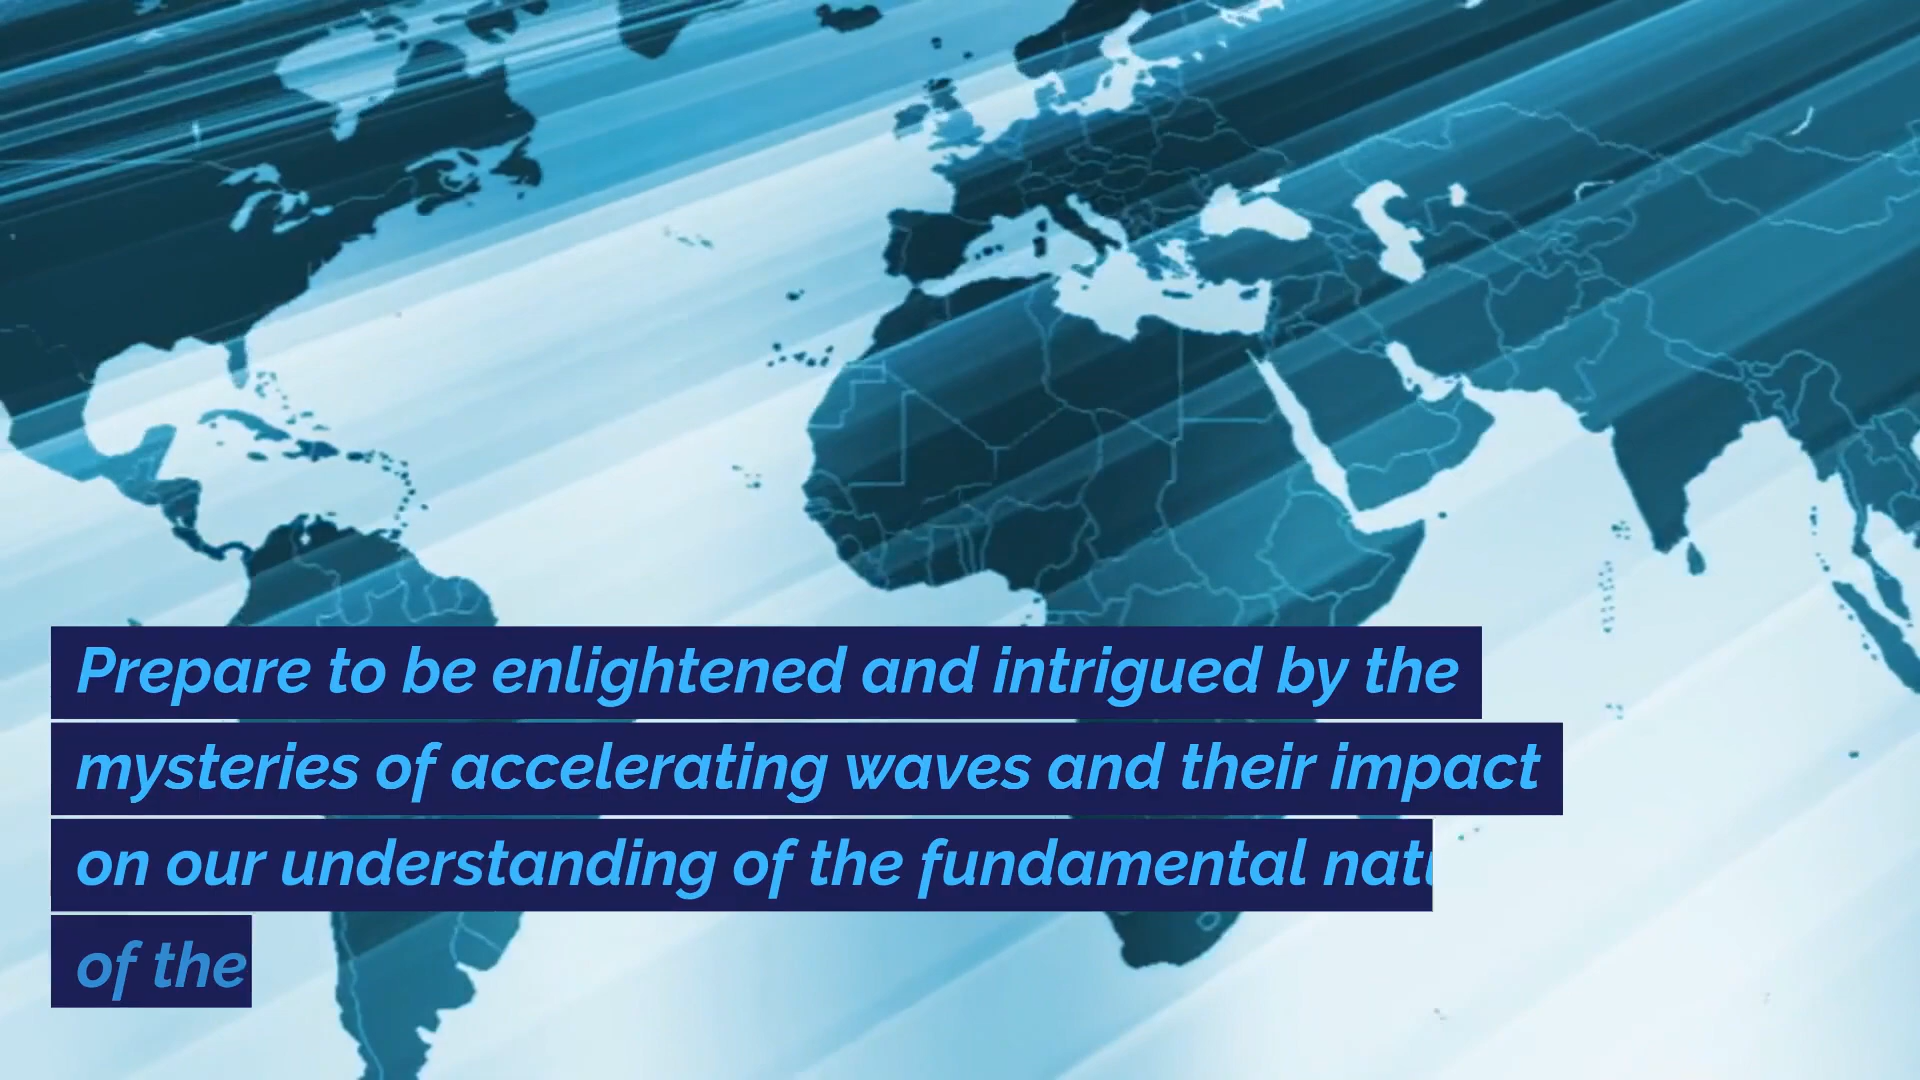 Prepare to be enlightened and intrigued by the
mysteries of accelerating waves and their impact
on our understanding of the fundamental
of the